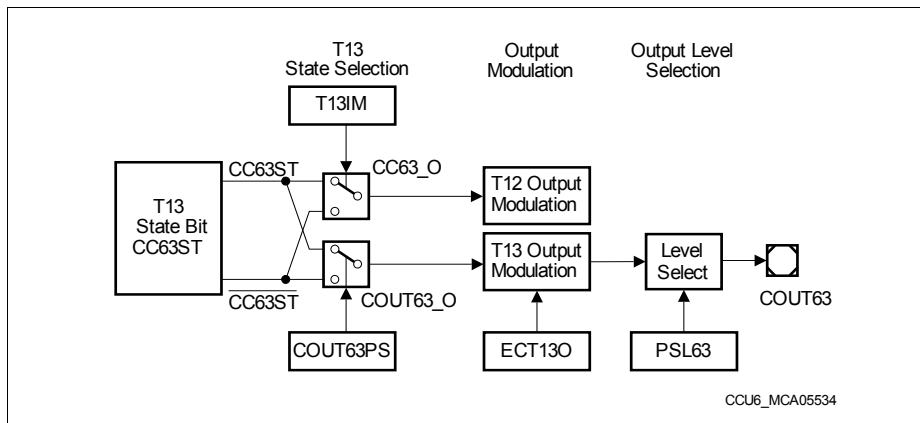 T13
State Selection
Output
Modulation
Output Level
Selection
T13IM
CC63ST
CC63_O
T13
State Bit
CC63ST
T12 Output
Modulation
T13 Output
Modulation
Level
Select
CC63ST
COUT63_O
COUT63
COUT63PS
ECT13O
PSL63
CCU6_MCA05534